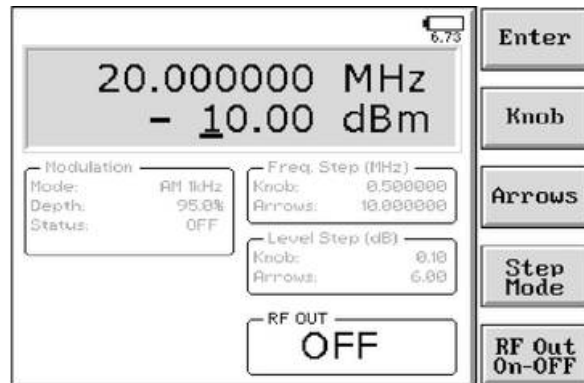 6.73
20.000000 MHz
- 10.00 dBm
Modulation
Mode: AM 1kHz
Depth: 95.0%
Status: OFF
Freq. Step (MHz)
Knob: 0.500000
Arrows: 10.000000
Level Step (dB)
Knob: 0.10
Arrows: 6.00
RF OUT
OFF
Enter
Knob
Arrows
Step
Mode
RF Out
On-OFF